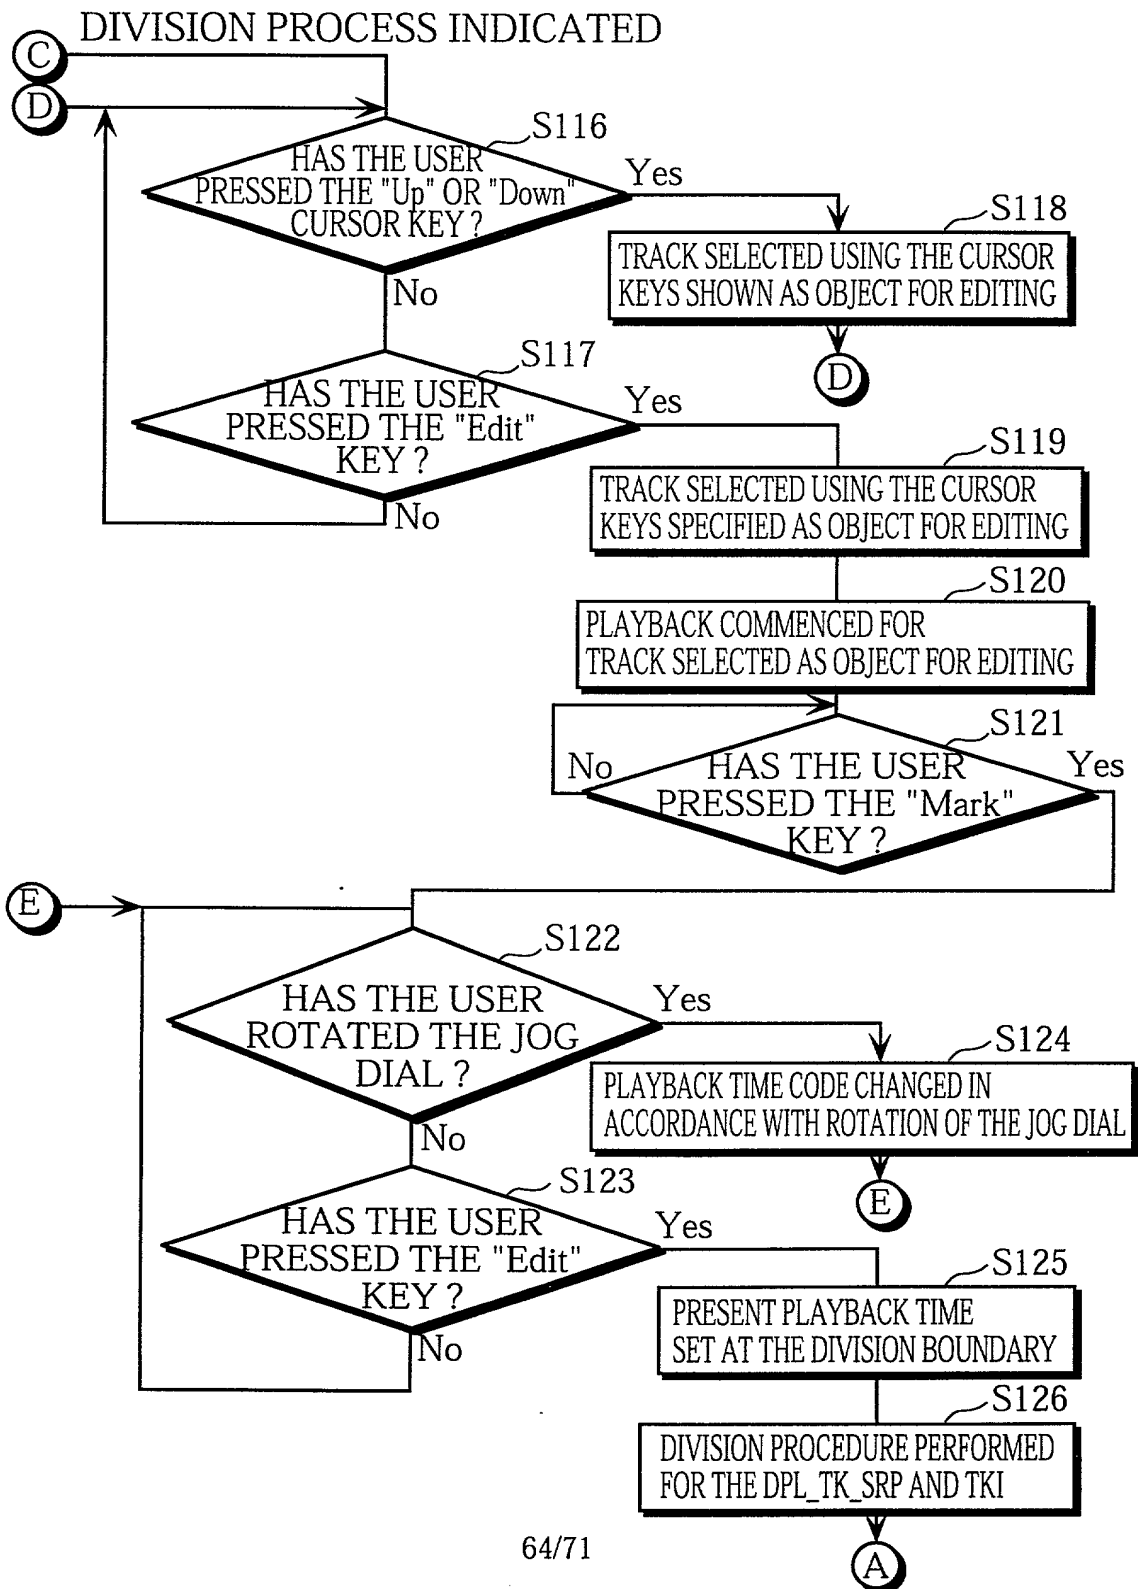 DIVISION PROCESS INDICATED
C
D
S116
HAS THE USER
PRESSED THE "Up" OR "Down"
CURSOR KEY ?
Yes
No
S118
TRACK SELECTED USING THE CURSOR
KEYS SHOWN AS OBJECT FOR EDITING
D
S117
HAS THE USER
PRESSED THE "Edit"
KEY ?
Yes
No
S119
TRACK SELECTED USING THE CURSOR
KEYS SPECIFIED AS OBJECT FOR EDITING
S120
PLAYBACK COMMENCED FOR
TRACK SELECTED AS OBJECT FOR EDITING
S121
No
HAS THE USER
PRESSED THE "Mark"
KEY ?
Yes
E
S122
HAS THE USER
ROTATED THE JOG
DIAL ?
Yes
No
S124
PLAYBACK TIME CODE CHANGED IN
ACCORDANCE WITH ROTATION OF THE JOG DIAL
E
S123
HAS THE USER
PRESSED THE "Edit"
KEY ?
Yes
No
S125
PRESENT PLAYBACK TIME
SET AT THE DIVISION BOUNDARY
S126
DIVISION PROCEDURE PERFORMED
FOR THE DPL_TK_SRP AND TKI
A
64/71